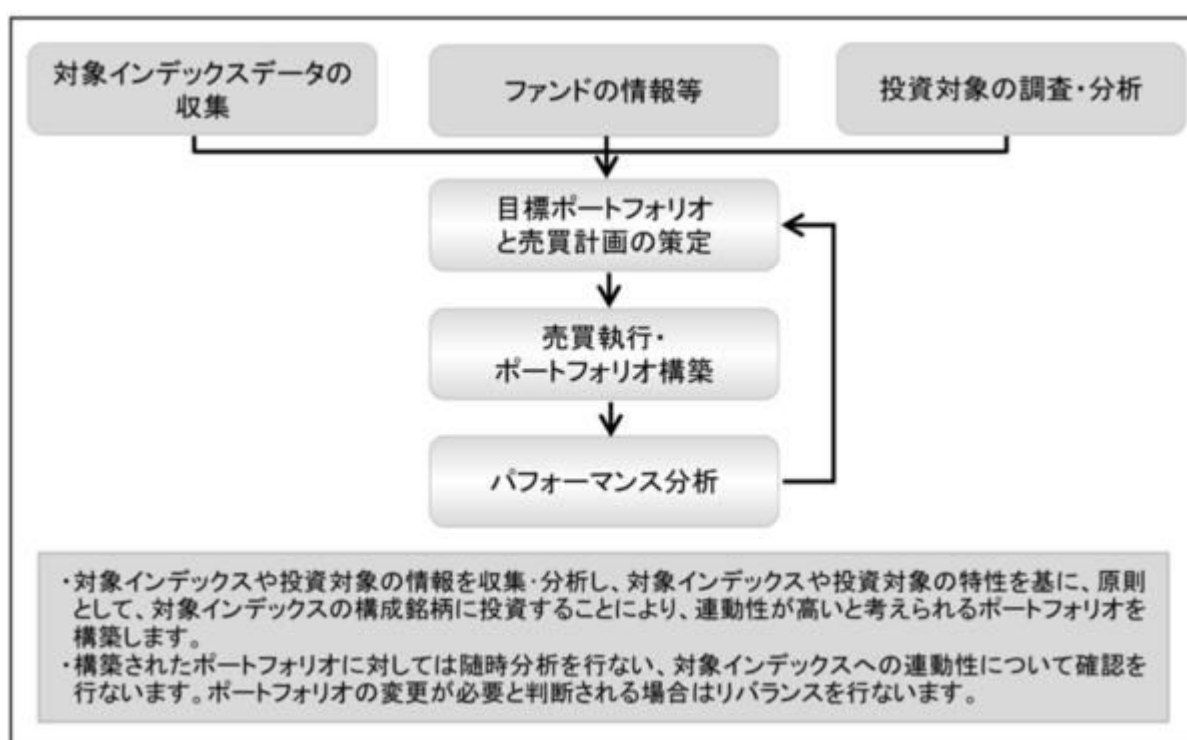 対象インデックスデータの
収集
ファンドの情報等
投資対象の調査・分析
目標ポートフォリオ
と売買計画の策定
売買執行・
ポートフォリオ構築
パフォーマンス分析
・対象インデックスや投資対象の情報を収集・分析し、対象インデックスや投資対象の特性を基に、原則
として、対象インデックスの構成銘柄に投資することにより、連動性が高いと考えられるポートフォリオを
構築します。
・構築されたポートフォリオに対しては随時分析を行ない、対象インデックスへの連動性について確認を
行ないます。ポートフォリオの変更が必要と判断される場合はリバランスを行ないます。